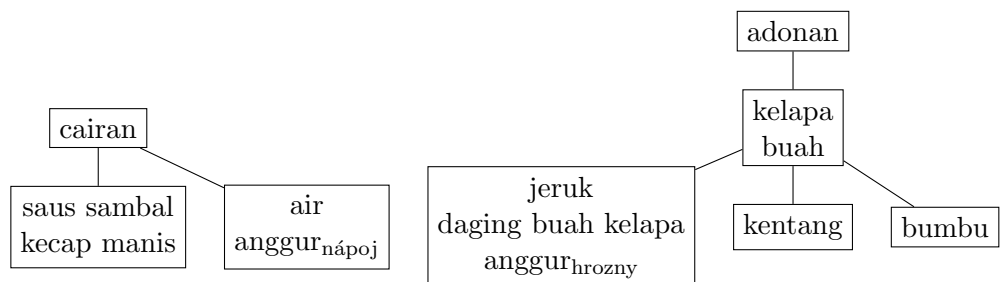 adonan
cairan
kelapa
buah
saus sambal
kecap manis
air
anggurnápoj
jeruk
daging buah kelapa
anggurhrozny
kentang
bumbu